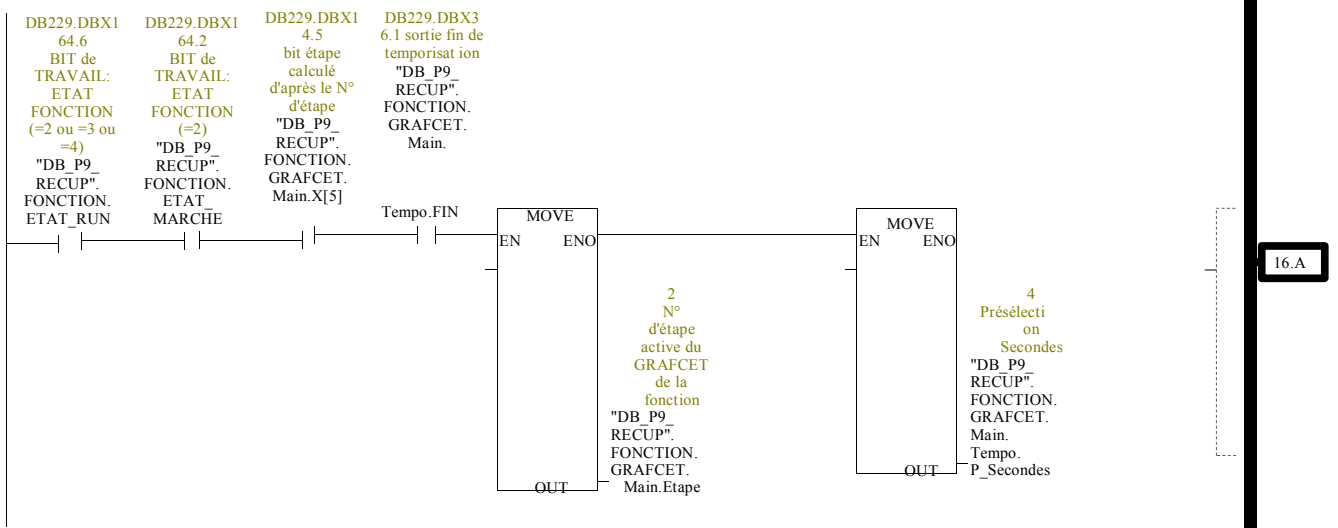 DB229.DBX1
64.6
BIT de
TRAVAIL:
ETAT
FONCTION
(=2 ou =3 ou
=4)
"DB_P9_
RECUP".
FONCTION.
ETAT_RUN
DB229.DBX1
64.2
BIT de
TRAVAIL:
ETAT
FONCTION
(=2)
"DB_P9_
RECUP".
FONCTION.
ETAT_
MARCHE
DB229.DBX1
4.5
bit étape
calculé
d'après le N°
d'étape
"DB_P9_
RECUP".
FONCTION.
GRAFCET.
Main.X[5]
DB229.DBX3
6.1 sortie fin de
temporisat ion
"DB_P9_
RECUP".
FONCTION.
GRAFCET.
Main.
Tempo.FIN
MOVE
EN ENO
OUT
2
N°
d'étape
active du
GRAFCET
de la
fonction
"DB_P9_
RECUP".
FONCTION.
GRAFCET.
Main.Etape
MOVE
EN ENO
OUT
4
Présélecti
on
Secondes
"DB_P9_
RECUP".
FONCTION.
GRAFCET.
Main.
Tempo.
P_Secondes
16.A